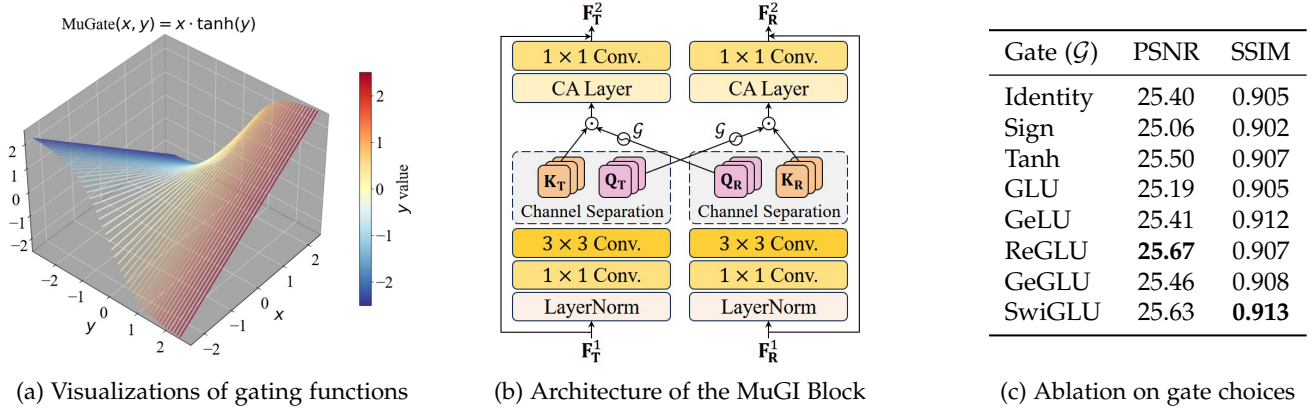 MuGate(x, y) = x · tanh(y)
2
1
0
−1
−2
−2
−1
0
1
2
y
−2
−1
0
1
2
x
2
1
0
−1
−2
y value
(a) Visualizations of gating functions
F_T^2
F_R^2
1 × 1 Conv.
1 × 1 Conv.
CA Layer
CA Layer
𝒢
𝒢
K_T
Q_T
Q_R
K_R
Channel Separation
Channel Separation
3 × 3 Conv.
3 × 3 Conv.
1 × 1 Conv.
1 × 1 Conv.
LayerNorm
LayerNorm
F_T^1
F_R^1
(b) Architecture of the MuGI Block
Gate (𝒢) PSNR SSIM
Identity 25.40 0.905
Sign 25.06 0.902
Tanh 25.50 0.907
GLU 25.19 0.905
GeLU 25.41 0.912
ReGLU 25.67 0.907
GeGLU 25.46 0.908
SwiGLU 25.63 0.913
(c) Ablation on gate choices